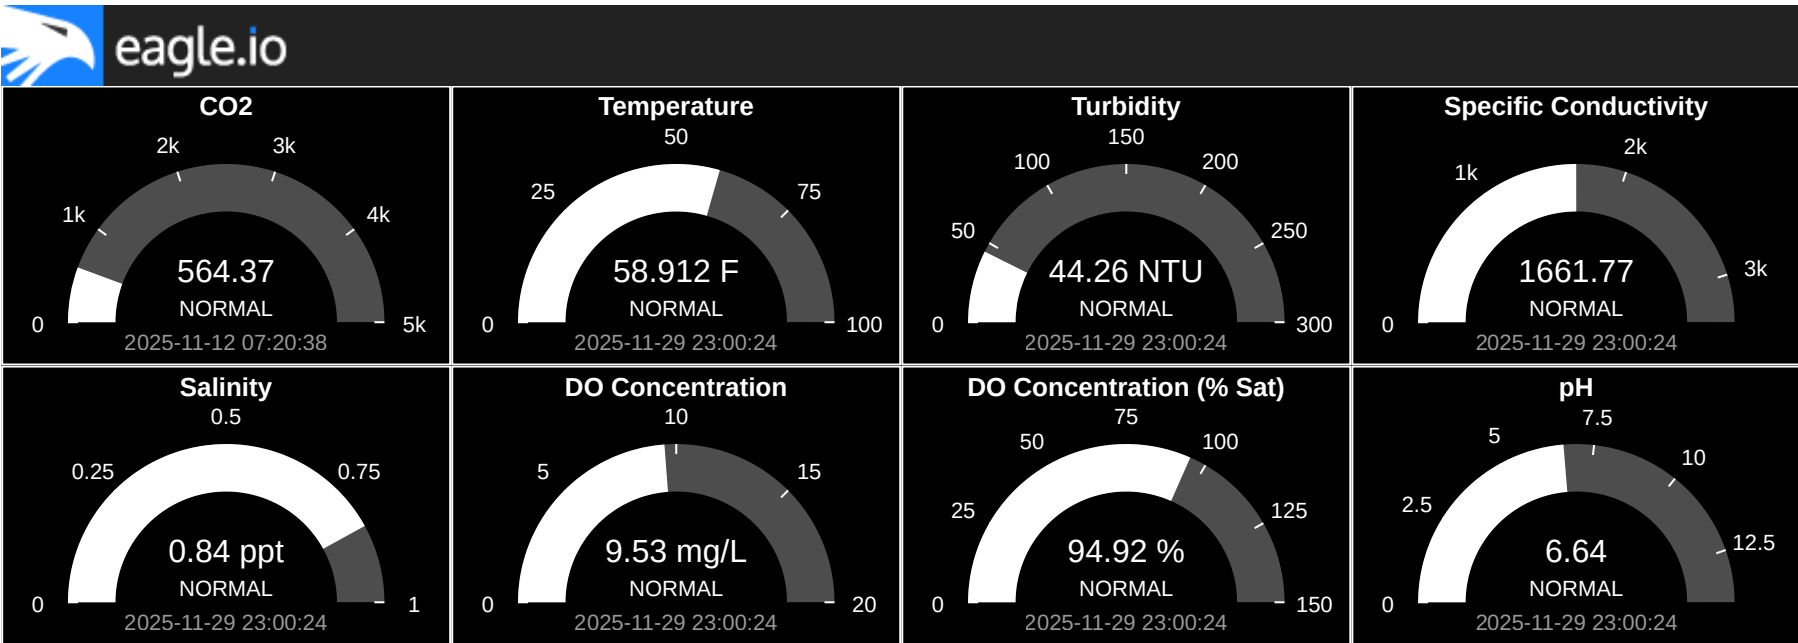 eagle.io
CO2
0
1k
2k
3k
4k
5k
564.37
NORMAL
2025-11-12 07:20:38
Temperature
0
25
50
75
100
58.912 F
NORMAL
2025-11-29 23:00:24
Turbidity
0
50
100
150
200
250
300
44.26 NTU
NORMAL
2025-11-29 23:00:24
Specific Conductivity
0
1k
2k
3k
1661.77
NORMAL
2025-11-29 23:00:24
Salinity
0
0.25
0.5
0.75
1
0.84 ppt
NORMAL
2025-11-29 23:00:24
DO Concentration
0
5
10
15
20
9.53 mg/L
NORMAL
2025-11-29 23:00:24
DO Concentration (% Sat)
0
25
50
75
100
125
150
94.92 %
NORMAL
2025-11-29 23:00:24
pH
0
2.5
5
7.5
10
12.5
6.64
NORMAL
2025-11-29 23:00:24